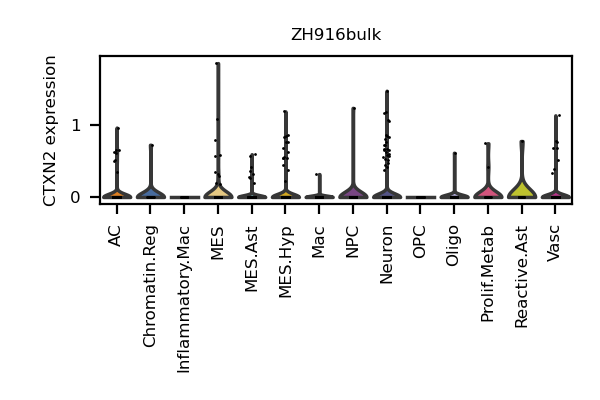 ZH916bulk
CTXN2 expression
1
0
AC
Chromatin.Reg
Inflammatory.Mac
MES
MES.Ast
MES.Hyp
Mac
NPC
Neuron
OPC
Oligo
Prolif.Metab
Reactive.Ast
Vasc